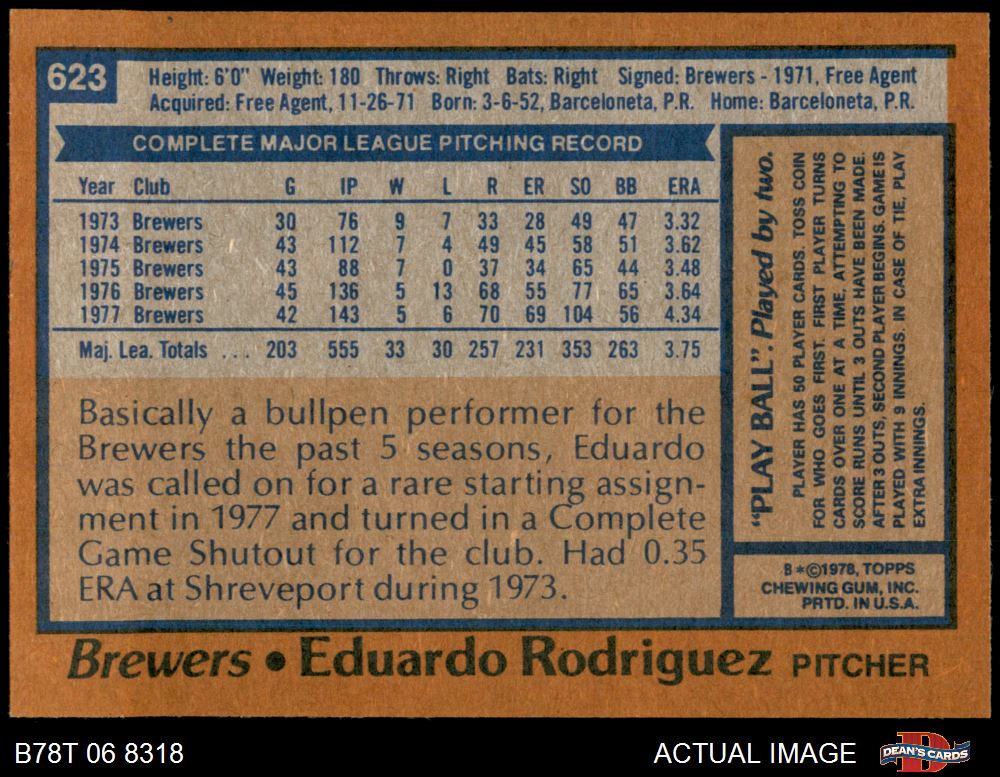 623
Height: 6'0" Weight: 180 Throws: Right Bats: Right Signed: Brewers - 1971, Free Agent
Acquired: Free Agent, 11-26-71 Born: 3-6-52, Barceloneta, P.R. Home: Barceloneta, P.R.
COMPLETE MAJOR LEAGUE PITCHING RECORD
Year Club G IP W L R ER SO BB ERA
1973 Brewers 30 76 9 7 33 28 49 47 3.32
1974 Brewers 43 112 7 4 49 45 58 51 3.62
1975 Brewers 43 88 7 0 37 34 65 44 3.48
1976 Brewers 45 136 5 13 68 55 77 65 3.64
1977 Brewers 42 143 5 6 70 69 104 56 4.34
Maj. Lea. Totals ... 203 555 33 30 257 231 353 263 3.75
Basically a bullpen performer for the
Brewers the past 5 seasons, Eduardo
was called on for a rare starting assign-
ment in 1977 and turned in a Complete
Game Shutout for the club. Had 0.35
ERA at Shreveport during 1973.
"PLAY BALL". Played by two.
PLAYER HAS 50 PLAYER CARDS. TOSS COIN
FOR WHO GOES FIRST. FIRST PLAYER TURNS
CARDS OVER ONE AT A TIME, ATTEMPTING TO
SCORE RUNS UNTIL 3 OUTS HAVE BEEN MADE.
AFTER 3 OUTS, SECOND PLAYER BEGINS. GAME IS
PLAYED WITH 9 INNINGS. IN CASE OF TIE, PLAY
EXTRA INNINGS.
B*©1978, TOPPS
CHEWING GUM, INC.
PRTD. IN U.S.A.
Brewers • Eduardo Rodriguez PITCHER
B78T 06 8318
ACTUAL IMAGE
DEAN'S CARDS